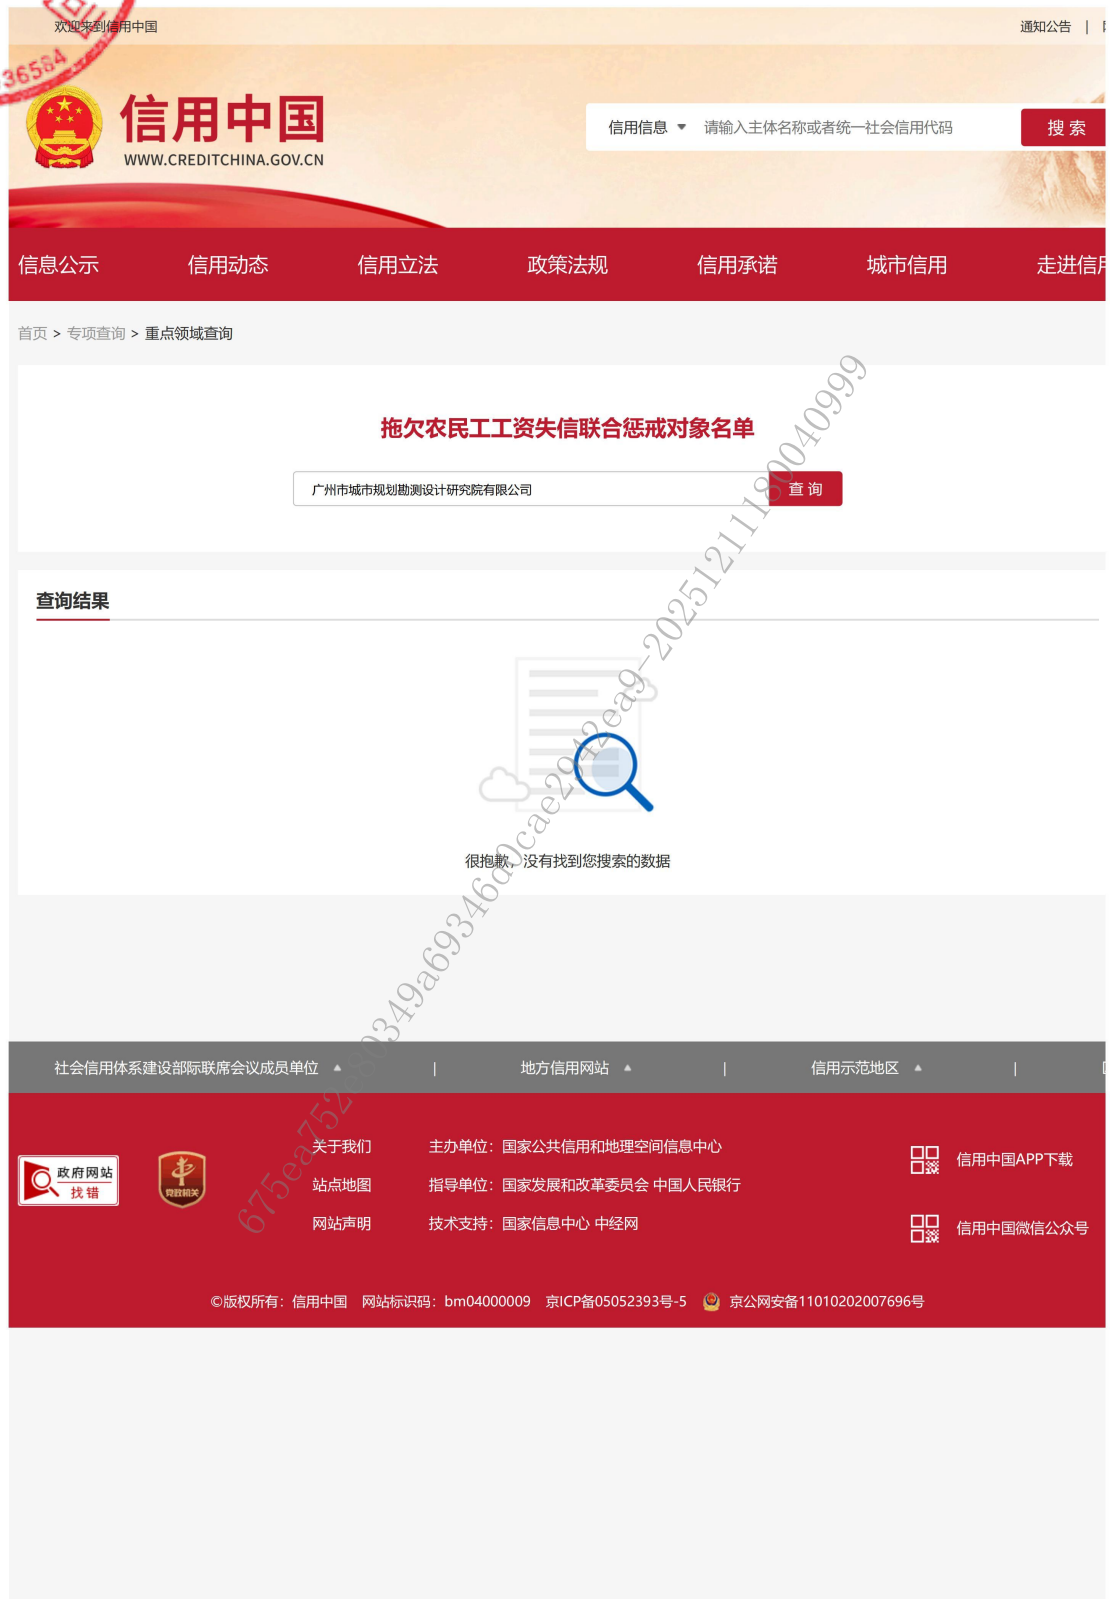 欢迎来到信用中国
通知公告 |
36584
信用中国
WWW.CREDITCHINA.GOV.CN
信用信息 请输入主体名称或者统一社会信用代码 搜索
信息公示 信用动态 信用立法 政策法规 信用承诺 城市信用 走进信用
首页 > 专项查询 > 重点领域查询
拖欠农民工工资失信联合惩戒对象名单
广州市城市规划勘测设计研究院有限公司 查询
查询结果
很抱歉，没有找到您搜索的数据
社会信用体系建设部际联席会议成员单位 | 地方信用网站 | 信用示范地区 |
政府网站
找错
党政机关
关于我们 主办单位：国家公共信用和地理空间信息中心
站点地图 指导单位：国家发展和改革委员会 中国人民银行
网站声明 技术支持：国家信息中心 中经网
信用中国APP下载
信用中国微信公众号
©版权所有：信用中国 网站标识码：bm04000009 京ICP备05052393号-5 京公网安备11010202007696号